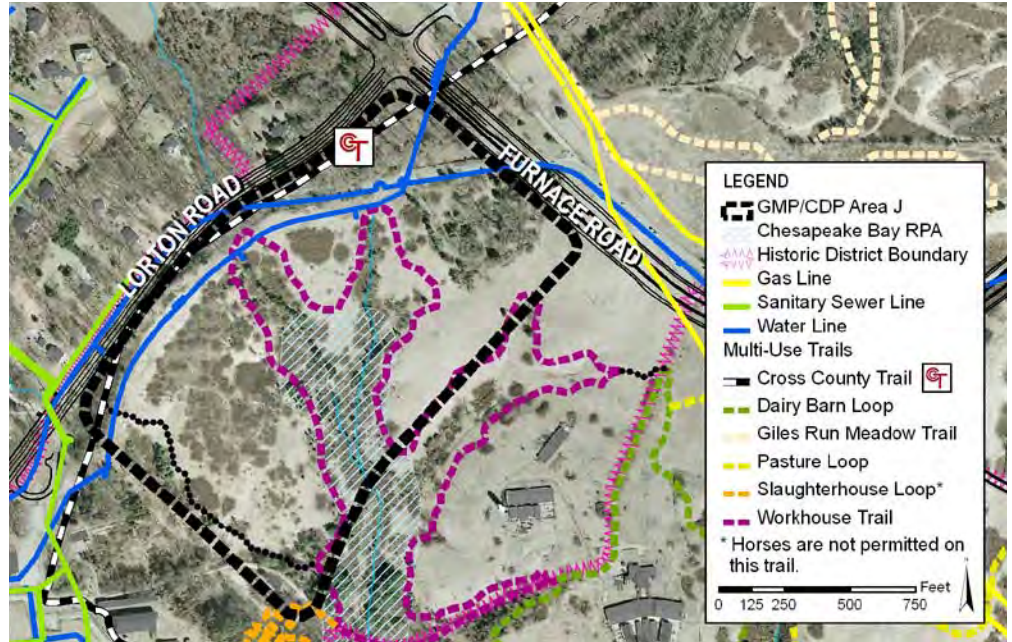 LORTON ROAD
CT
FURNACE ROAD
LEGEND
GMP/CDP Area J
Chesapeake Bay RPA
Historic District Boundary
Gas Line
Sanitary Sewer Line
Water Line
Multi-Use Trails
Cross County Trail CT
Dairy Barn Loop
Giles Run Meadow Trail
Pasture Loop
Slaughterhouse Loop*
Workhouse Trail
* Horses are not permitted on
this trail.
Feet
0 125 250 500 750